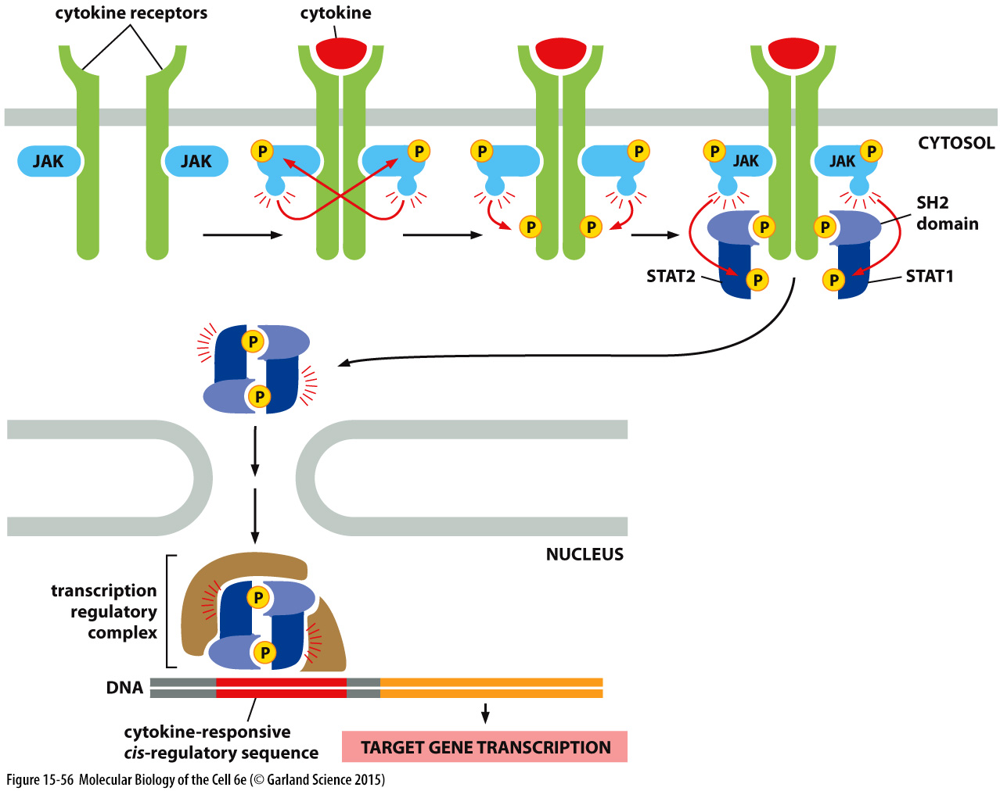 cytokine receptors
cytokine
CYTOSOL
JAK
JAK
P
P
P
P
P
JAK
JAK
P
P
P
P
P
P
P
SH2
domain
STAT2
P
P
STAT1
P
P
NUCLEUS
transcription
regulatory
complex
P
P
DNA
cytokine-responsive
cis-regulatory sequence
TARGET GENE TRANSCRIPTION
Figure 15-56 Molecular Biology of the Cell 6e (© Garland Science 2015)